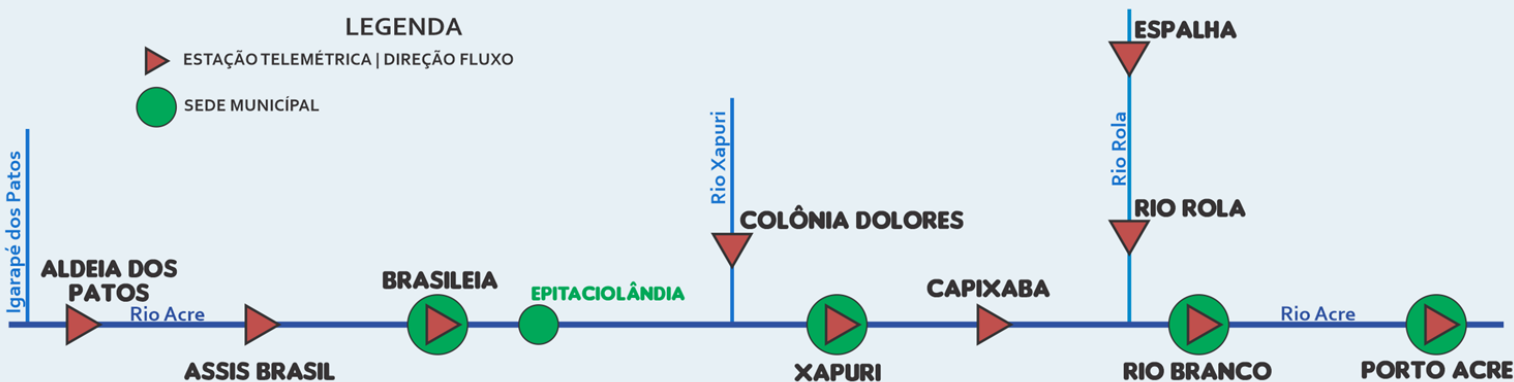 LEGENDA
ESTAÇÃO TELEMÉTRICA | DIREÇÃO FLUXO
SEDE MUNICÍPAL
Igarapé dos Patos
ALDEIA DOS
PATOS
Rio Acre
ASSIS BRASIL
BRASILEIA
EPITACIOLÂNDIA
Rio Xapuri
COLÔNIA DOLORES
XAPURI
CAPIXABA
ESPALHA
Rio Rola
RIO ROLA
RIO BRANCO
Rio Acre
PORTO ACRE